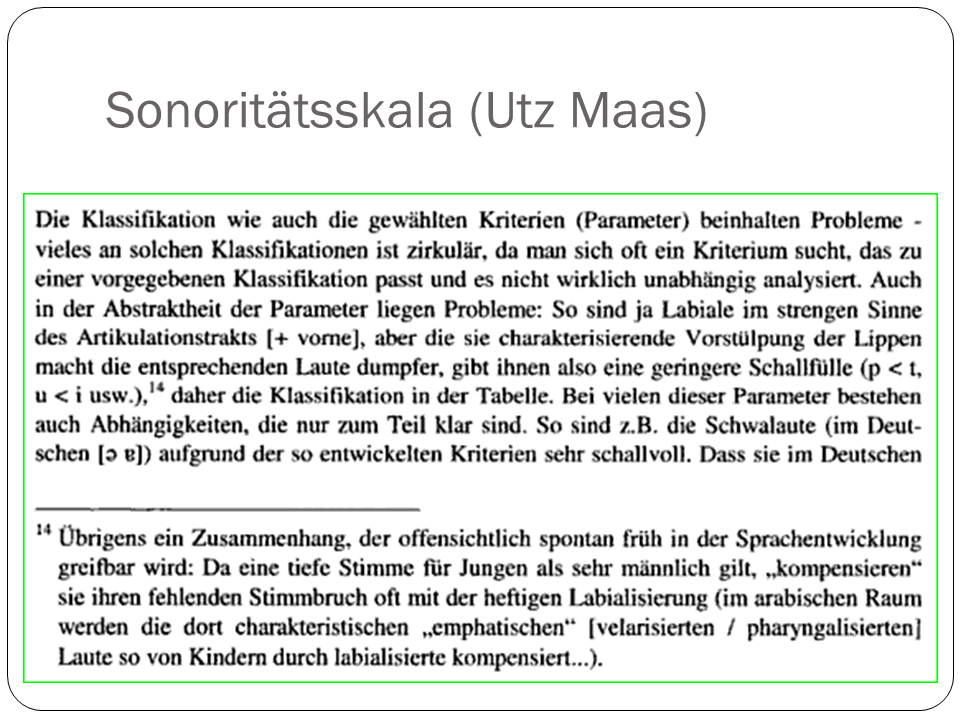 Sonoritätsskala (Utz Maas)
Die Klassifikation wie auch die gewählten Kriterien (Parameter) beinhalten Probleme -
vieles an solchen Klassifikationen ist zirkulär, da man sich oft ein Kriterium sucht, das zu
einer vorgegebenen Klassifikation passt und es nicht wirklich unabhängig analysiert. Auch
in der Abstraktheit der Parameter liegen Probleme: So sind ja Labiale im strengen Sinne
des Artikulationstrakts [+ vorne], aber die sie charakterisierende Vorstülpung der Lippen
macht die entsprechenden Laute dumpfer, gibt ihnen also eine geringere Schallfülle (p < t,
u < i usw.),¹⁴ daher die Klassifikation in der Tabelle. Bei vielen dieser Parameter bestehen
auch Abhängigkeiten, die nur zum Teil klar sind. So sind z.B. die Schwalaute (im Deut-
schen [ə ɐ]) aufgrund der so entwickelten Kriterien sehr schallvoll. Dass sie im Deutschen
¹⁴ Übrigens ein Zusammenhang, der offensichtlich spontan früh in der Sprachentwicklung
greifbar wird: Da eine tiefe Stimme für Jungen als sehr männlich gilt, „kompensieren“
sie ihren fehlenden Stimmbruch oft mit der heftigen Labialisierung (im arabischen Raum
werden die dort charakteristischen „emphatischen“ [velarisierten / pharyngalisierten]
Laute so von Kindern durch labialisierte kompensiert...).